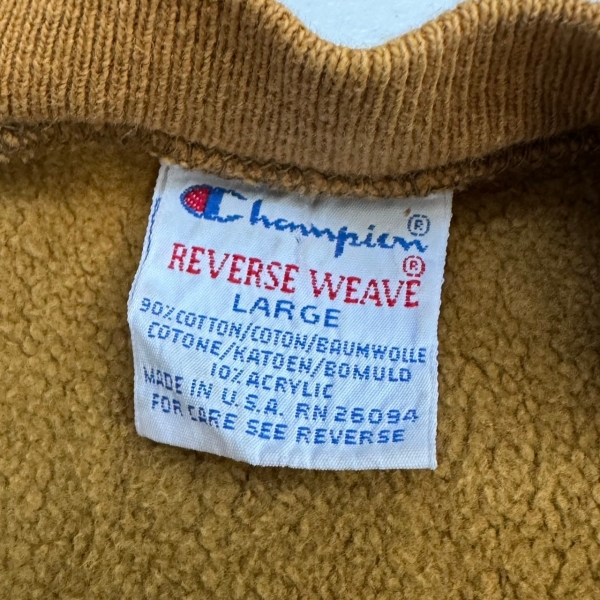 Champion®
REVERSE WEAVE®
LARGE
90%COTTON/COTON/BAUMWOLLE
COTONE/KATOEN/BOMULD
10%ACRYLIC
MADE IN U.S.A. RN 26094
FOR CARE SEE REVERSE